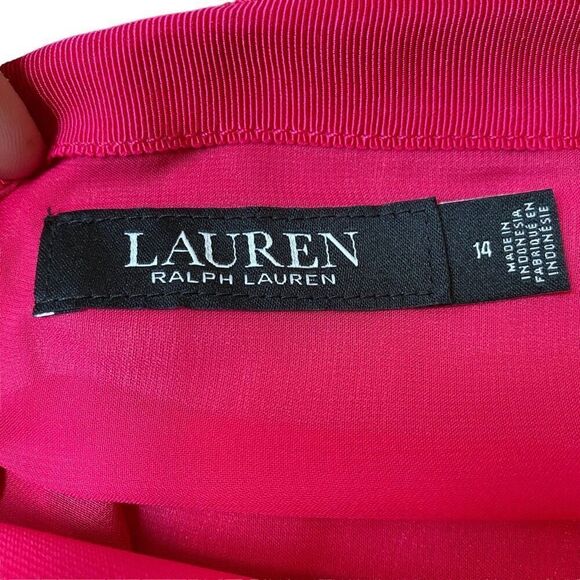 LAUREN
RALPH LAUREN
14
MADE IN
INDONESIA
FABRIQUÉ EN
INDONÉSIE